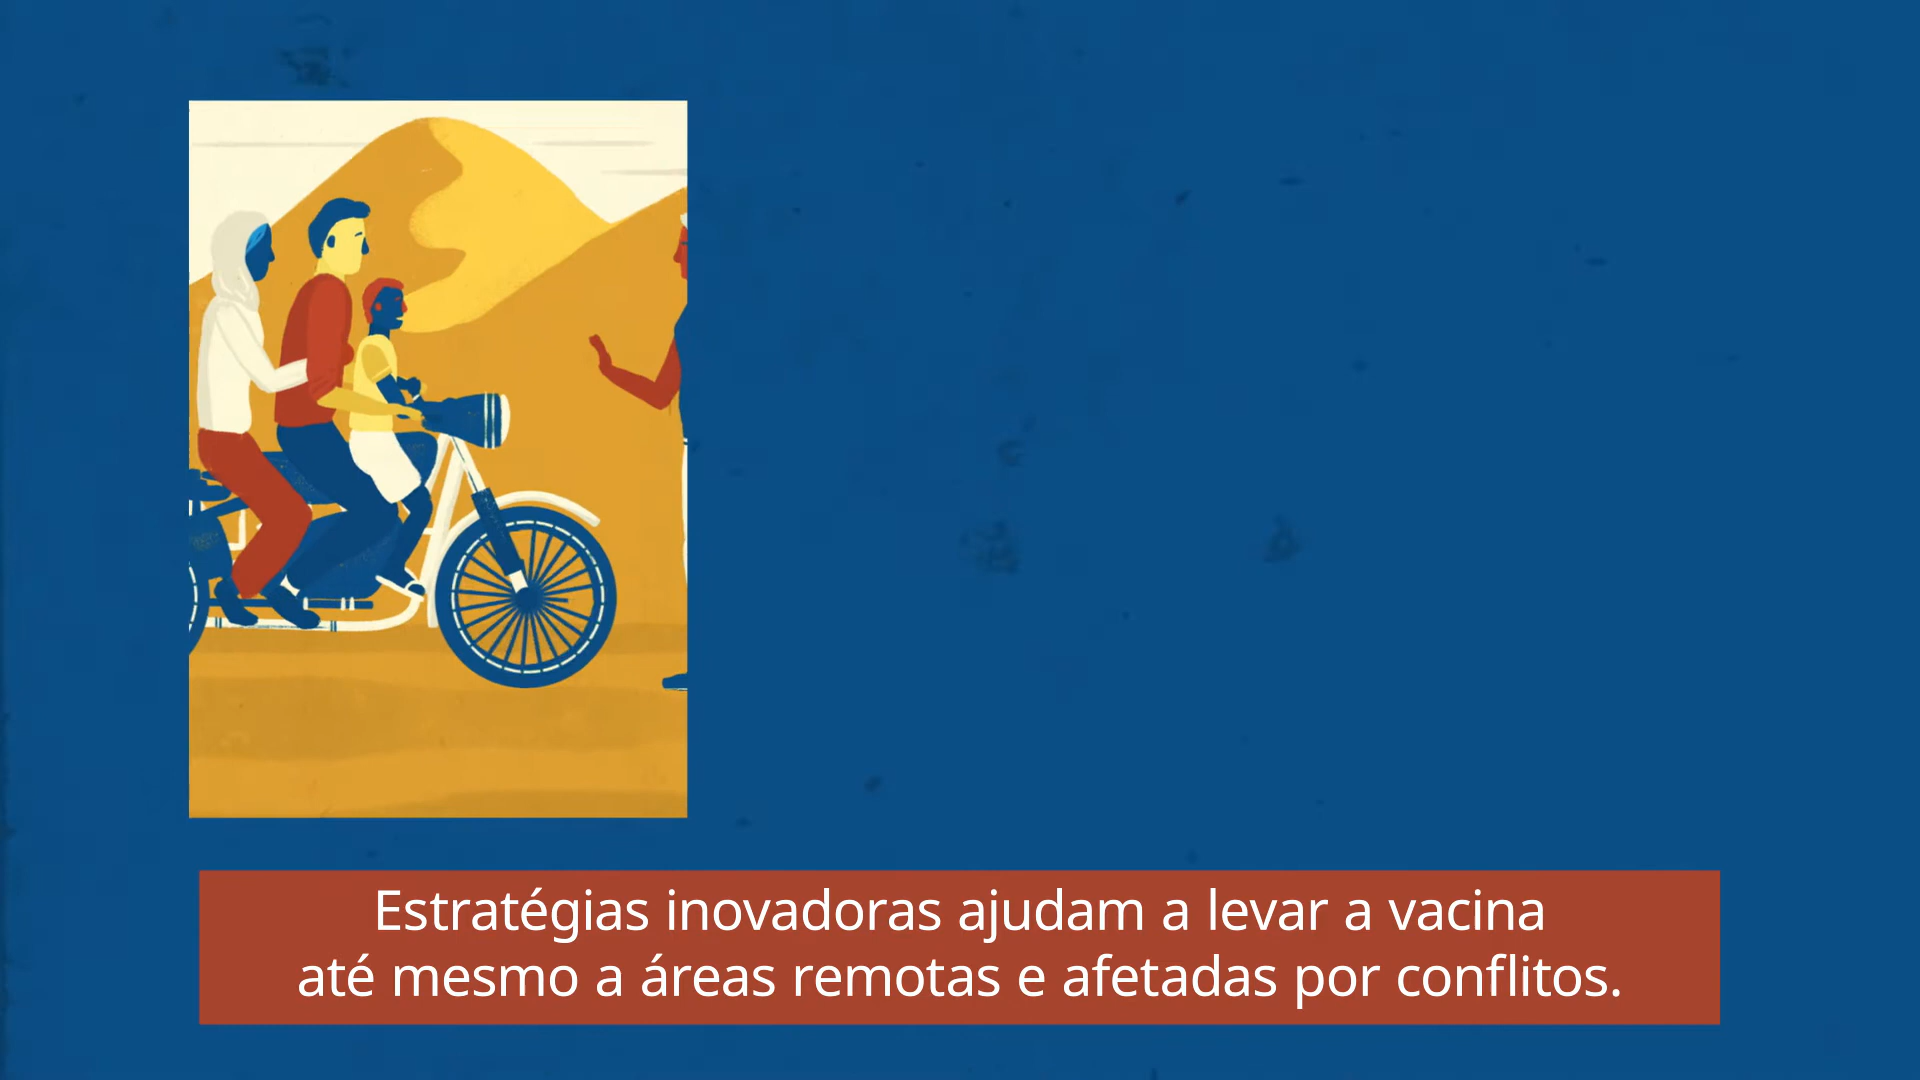 Estratégias inovadoras ajudam a levar a vacina
até mesmo a áreas remotas e afetadas por conflitos.